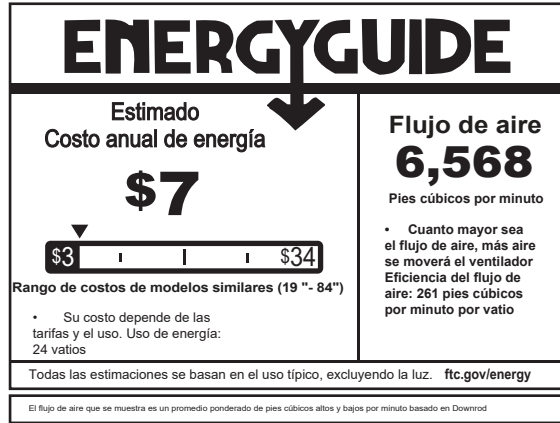 ENERGYGUIDE
Estimado
Costo anual de energía
$7
$3 $34
Rango de costos de modelos similares (19 "- 84")
• Su costo depende de las
tarifas y el uso. Uso de energía:
24 vatios
Flujo de aire
6,568
Pies cúbicos por minuto
• Cuanto mayor sea
el flujo de aire, más aire
se moverá el ventilador
Eficiencia del flujo de
aire: 261 pies cúbicos
por minuto por vatio
Todas las estimaciones se basan en el uso típico, excluyendo la luz. ftc.gov/energy
El flujo de aire que se muestra es un promedio ponderado de pies cúbicos altos y bajos por minuto basado en Downrod